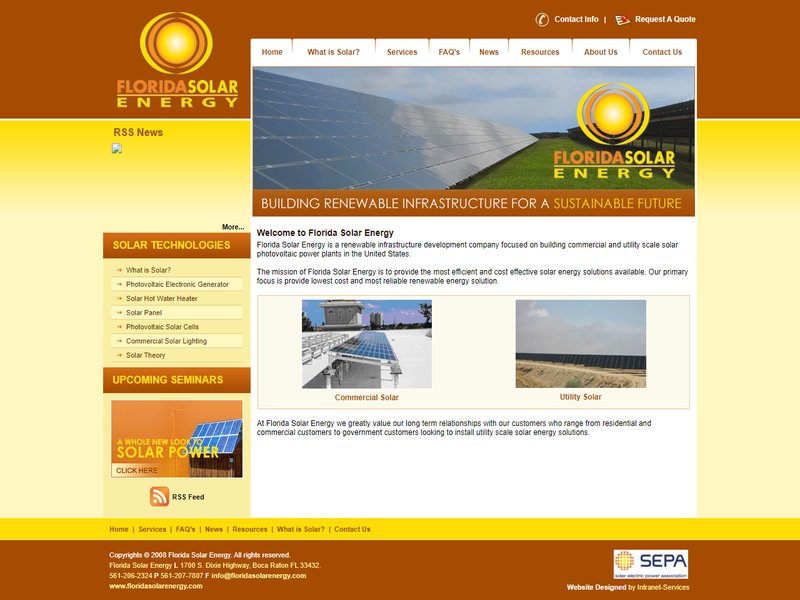 Contact Info | Request A Quote
FLORIDASOLAR
ENERGY
Home What is Solar? Services FAQ's News Resources About Us Contact Us
RSS News
FLORIDASOLAR
ENERGY
BUILDING RENEWABLE INFRASTRUCTURE FOR A SUSTAINABLE FUTURE
More...
SOLAR TECHNOLOGIES
What is Solar?
Photovoltaic Electronic Generator
Solar Hot Water Heater
Solar Panel
Photovoltaic Solar Cells
Commercial Solar Lighting
Solar Theory
UPCOMING SEMINARS
A WHOLE NEW LOOK TO
SOLAR POWER
CLICK HERE
RSS Feed
Welcome to Florida Solar Energy
Florida Solar Energy is a renewable infrastructure development company focused on building commercial and utility scale solar
photovoltaic power plants in the United States.
The mission of Florida Solar Energy is to provide the most efficient and cost effective solar energy solutions available. Our primary
focus is provide lowest cost and most reliable renewable energy solution.
Commercial Solar
Utility Solar
At Florida Solar Energy we greatly value our long term relationships with our customers who range from residential and
commercial customers to government customers looking to install utility scale solar energy solutions.
Home | Services | FAQ's | News | Resources | What is Solar? | Contact Us
Copyrights © 2008 Florida Solar Energy. All rights reserved.
Florida Solar Energy L 1700 S. Dixie Highway, Boca Raton FL 33432.
561-206-2324 P 561-207-7807 F info@floridasolarenergy.com
www.floridasolarenergy.com
SEPA
solar electric power association
Website Designed by Intranet-Services